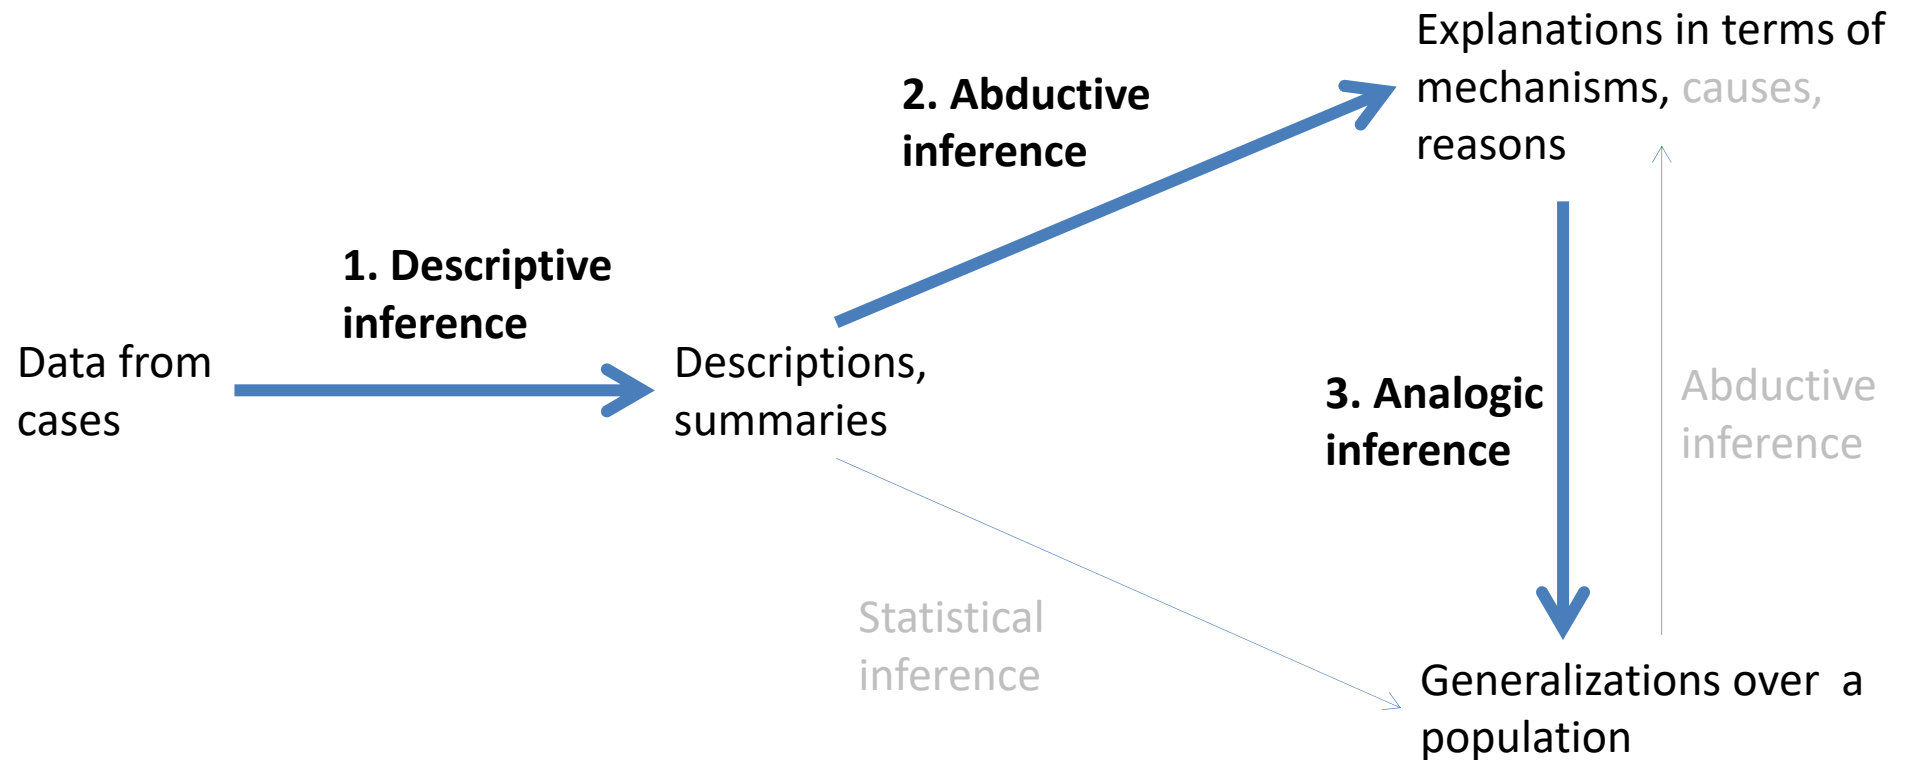 Explanations in terms of
mechanisms, causes,
reasons
2. Abductive
inference
1. Descriptive
inference
Data from
cases
Descriptions,
summaries
3. Analogic
inference
Abductive
inference
Statistical
inference
Generalizations over a
population